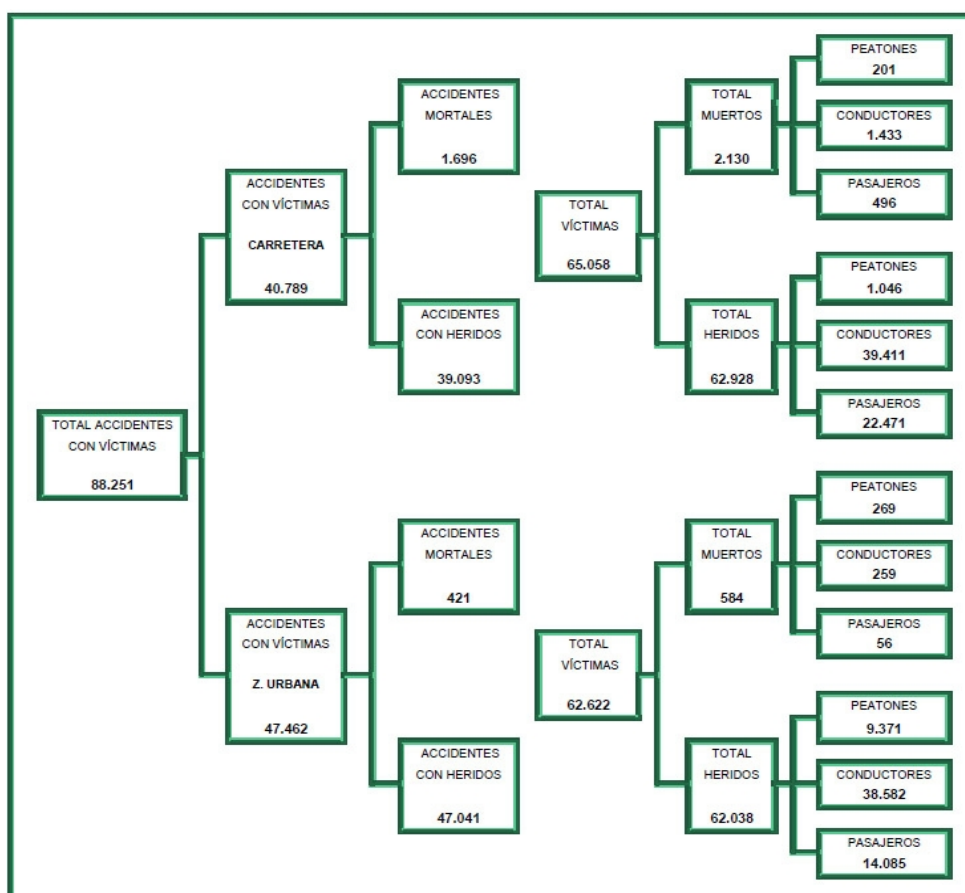 TOTAL ACCIDENTES
CON VÍCTIMAS
88.251
ACCIDENTES
CON VÍCTIMAS
CARRETERA
40.789
ACCIDENTES
MORTALES
1.696
ACCIDENTES
CON HERIDOS
39.093
TOTAL
VÍCTIMAS
65.058
TOTAL
MUERTOS
2.130
PEATONES
201
CONDUCTORES
1.433
PASAJEROS
496
TOTAL
HERIDOS
62.928
PEATONES
1.046
CONDUCTORES
39.411
PASAJEROS
22.471
ACCIDENTES
CON VÍCTIMAS
Z. URBANA
47.462
ACCIDENTES
MORTALES
421
ACCIDENTES
CON HERIDOS
47.041
TOTAL
VÍCTIMAS
62.622
TOTAL
MUERTOS
584
PEATONES
269
CONDUCTORES
259
PASAJEROS
56
TOTAL
HERIDOS
62.038
PEATONES
9.371
CONDUCTORES
38.582
PASAJEROS
14.085